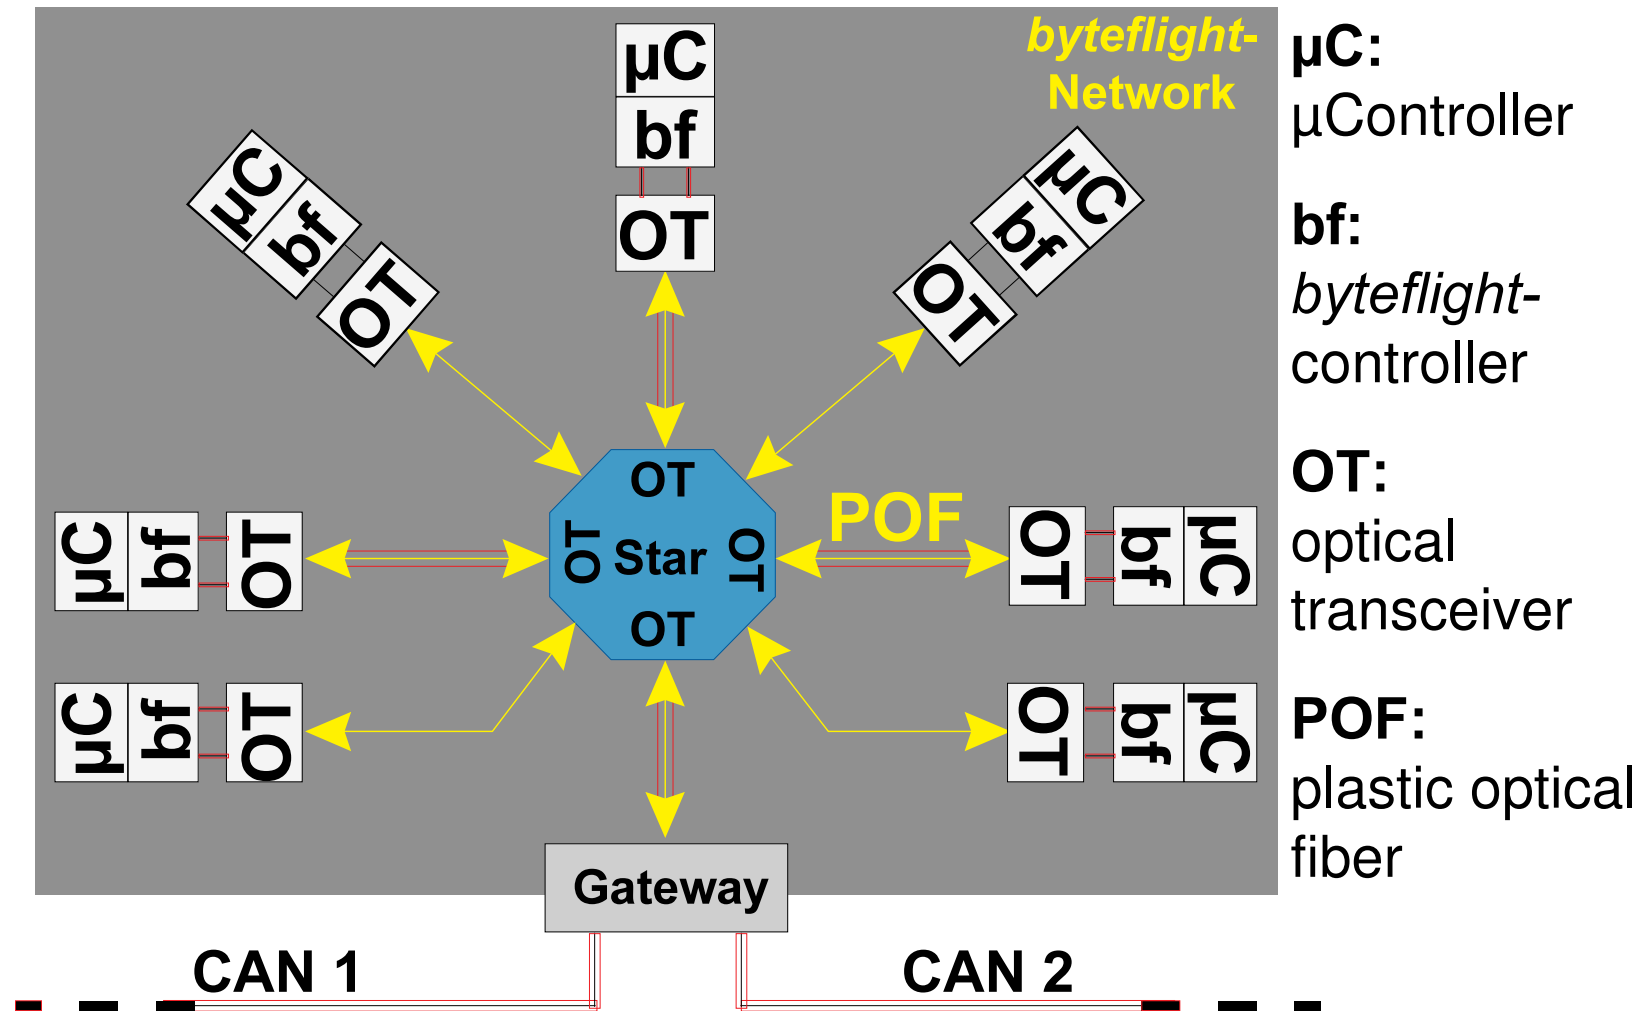 byteflight-
Network
µC
bf
OT
µC
bf
OT
µC
bf
OT
µC
bf
OT
µC
bf
OT
OT
OT
Star
OT
OT
POF
OT
bf
µC
OT
bf
µC
Gateway
CAN 1
CAN 2
µC:
µController
bf:
byteflight-
controller
OT:
optical
transceiver
POF:
plastic optical
fiber